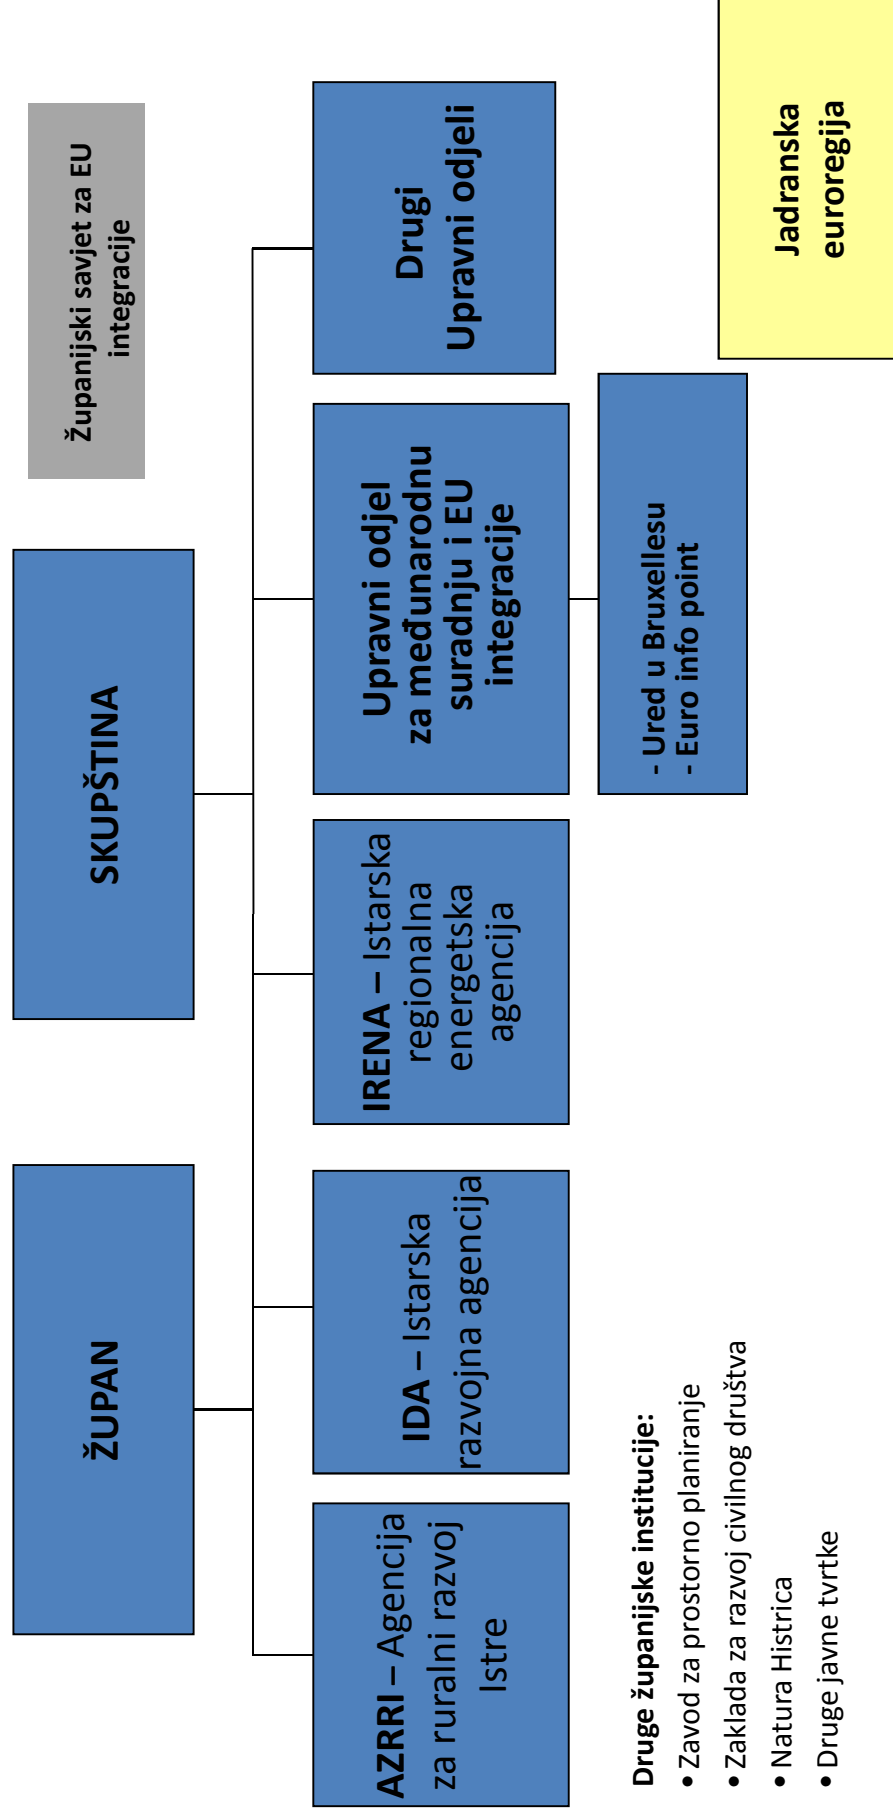 ŽUPAN
SKUPŠTINA
Županijski savjet za EU
integracije
AZRRI – Agencija
za ruralni razvoj
Istre
IDA – Istarska
razvojna agencija
IRENA – Istarska
regionalna
energetska
agencija
Upravni odjel
za međunarodnu
suradnju i EU
integracije
Drugi
Upravni odjeli
- Ured u Bruxellesu
- Euro info point
Druge županijske institucije:
• Zavod za prostorno planiranje
• Zaklada za razvoj civilnog društva
• Natura Histrica
• Druge javne tvrtke
Jadranska
euroregija